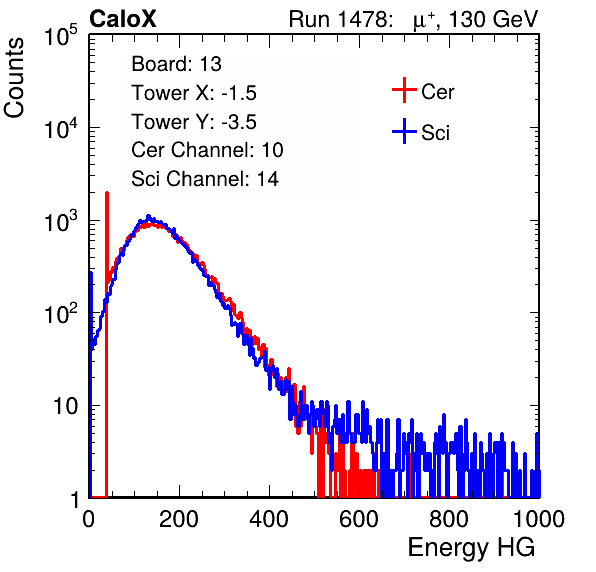 CaloX Run 1478: μ⁺, 130 GeV
Counts
10⁵
10⁴
10³
10²
10
1
Board: 13
Tower X: -1.5
Tower Y: -3.5
Cer Channel: 10
Sci Channel: 14
Cer
Sci
0 200 400 600 800 1000
Energy HG